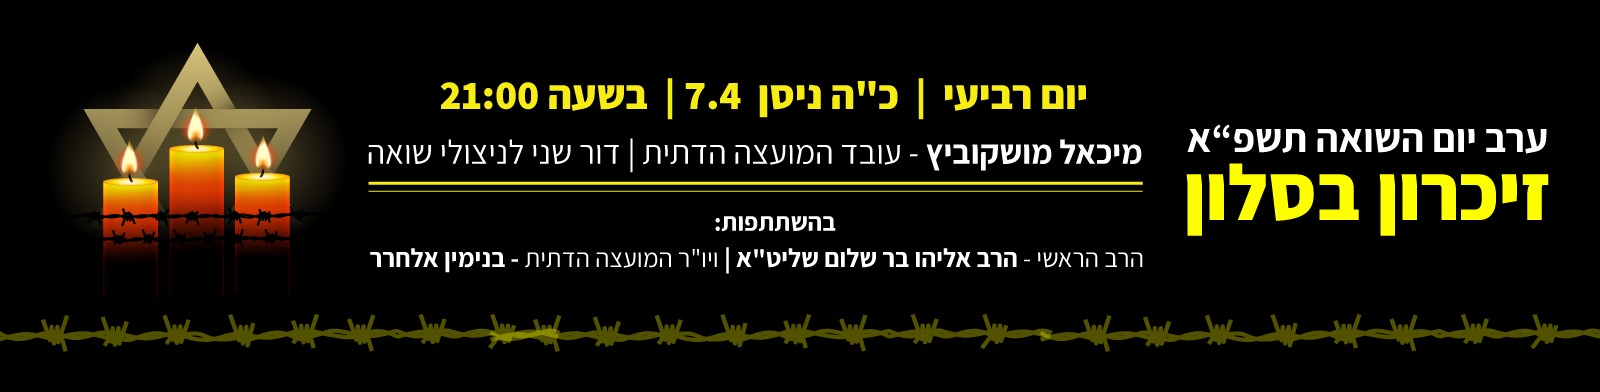 ערב יום השואה תשפ“א
זיכרון בסלון
יום רביעי | כ"ה ניסן 7.4 | בשעה 21:00
מיכאל מושקוביץ - עובד המועצה הדתית | דור שני לניצולי שואה
בהשתתפות:
הרב הראשי - הרב אליהו בר שלום שליט"א | ויו"ר המועצה הדתית - בנימין אלחרר